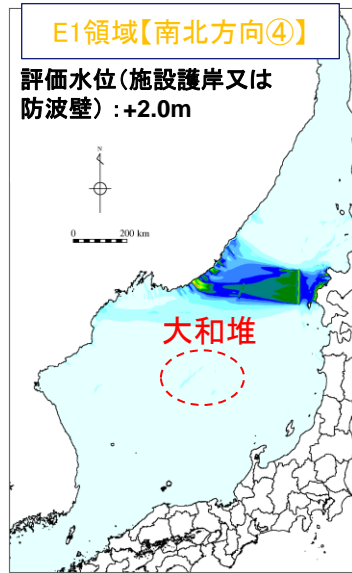 E1領域【南北方向④】
評価水位（施設護岸又は
防波壁）：+2.0m
N
0 200 km
大和堆